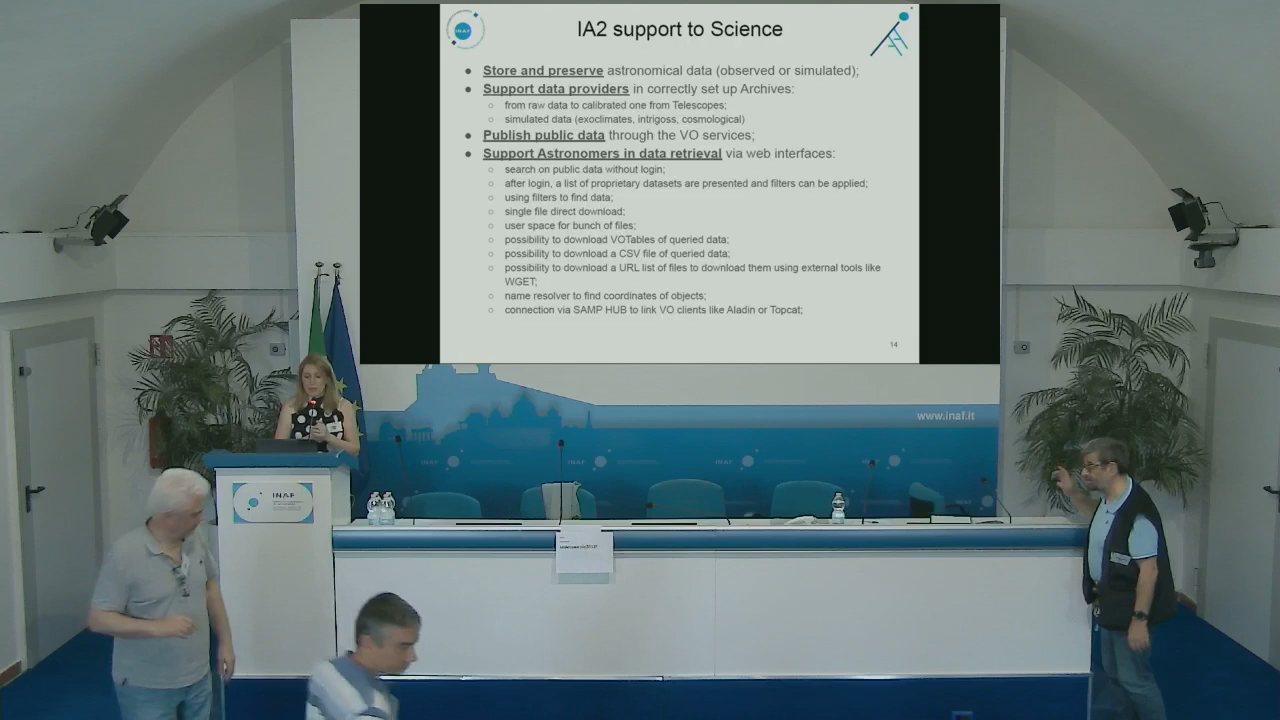 INAF
IA2 support to Science
● Store and preserve astronomical data (observed or simulated);
● Support data providers in correctly set up Archives:
○ from raw data to calibrated one from Telescopes;
○ simulated data (exoclimates, intrigoss, cosmological)
● Publish public data through the VO services;
● Support Astronomers in data retrieval via web interfaces:
○ search on public data without login;
○ after login, a list of proprietary datasets are presented and filters can be applied;
○ using filters to find data;
○ single file direct download;
○ user space for bunch of files;
○ possibility to download VOTables of queried data;
○ possibility to download a CSV file of queried data;
○ possibility to download a URL list of files to download them using external tools like
WGET;
○ name resolver to find coordinates of objects;
○ connection via SAMP HUB to link VO clients like Aladin or Topcat;
14
www.inaf.it
INAF
INAF
INAF
INAF
INAF